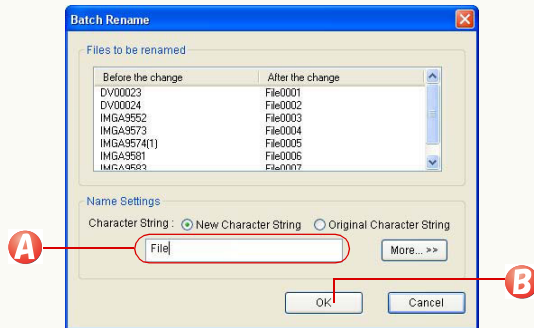 Batch Rename
Files to be renamed
Before the change After the change
DV00023 File0001
DV00024 File0002
IMGA9552 File0003
IMGA9573 File0004
IMGA9574(1) File0005
IMGA9581 File0006
IMGA9583 File0007
Name Settings
Character String : New Character String Original Character String
A File More... >>
B
OK Cancel